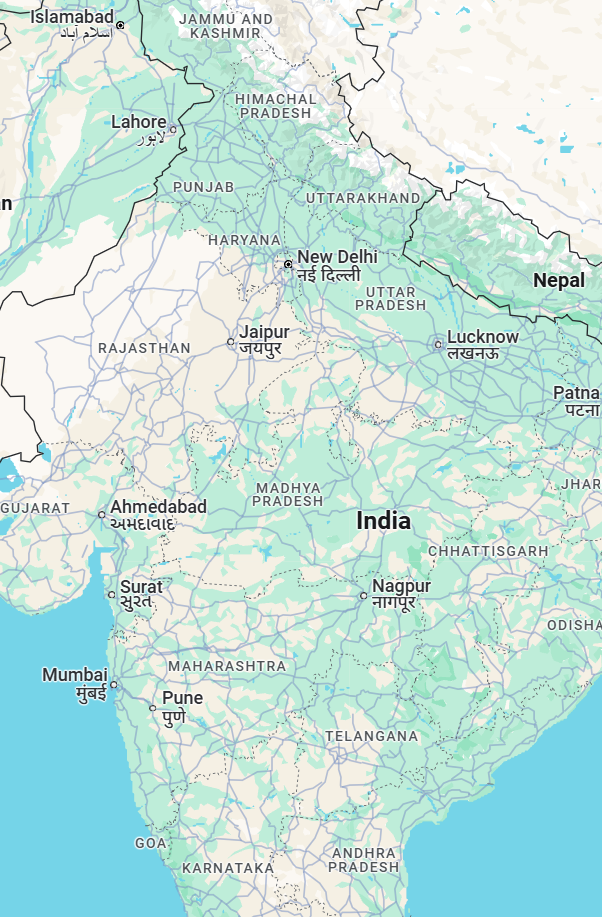 Islamabad
اسلام آباد
JAMMU AND
KASHMIR
HIMACHAL
PRADESH
Lahore
لاہور
PUNJAB
UTTARAKHAND
n
HARYANA
New Delhi
नई दिल्ली
Nepal
UTTAR
PRADESH
Jaipur
जयपुर
RAJASTHAN
Lucknow
लखनऊ
Patna
पटना
MADHYA
PRADESH
JHAR
GUJARAT
Ahmedabad
અમદાવાદ
India
CHHATTISGARH
Surat
સુરત
Nagpur
नागपूर
ODISHA
MAHARASHTRA
Mumbai
मुंबई
Pune
पुणे
TELANGANA
GOA
ANDHRA
PRADESH
KARNATAKA